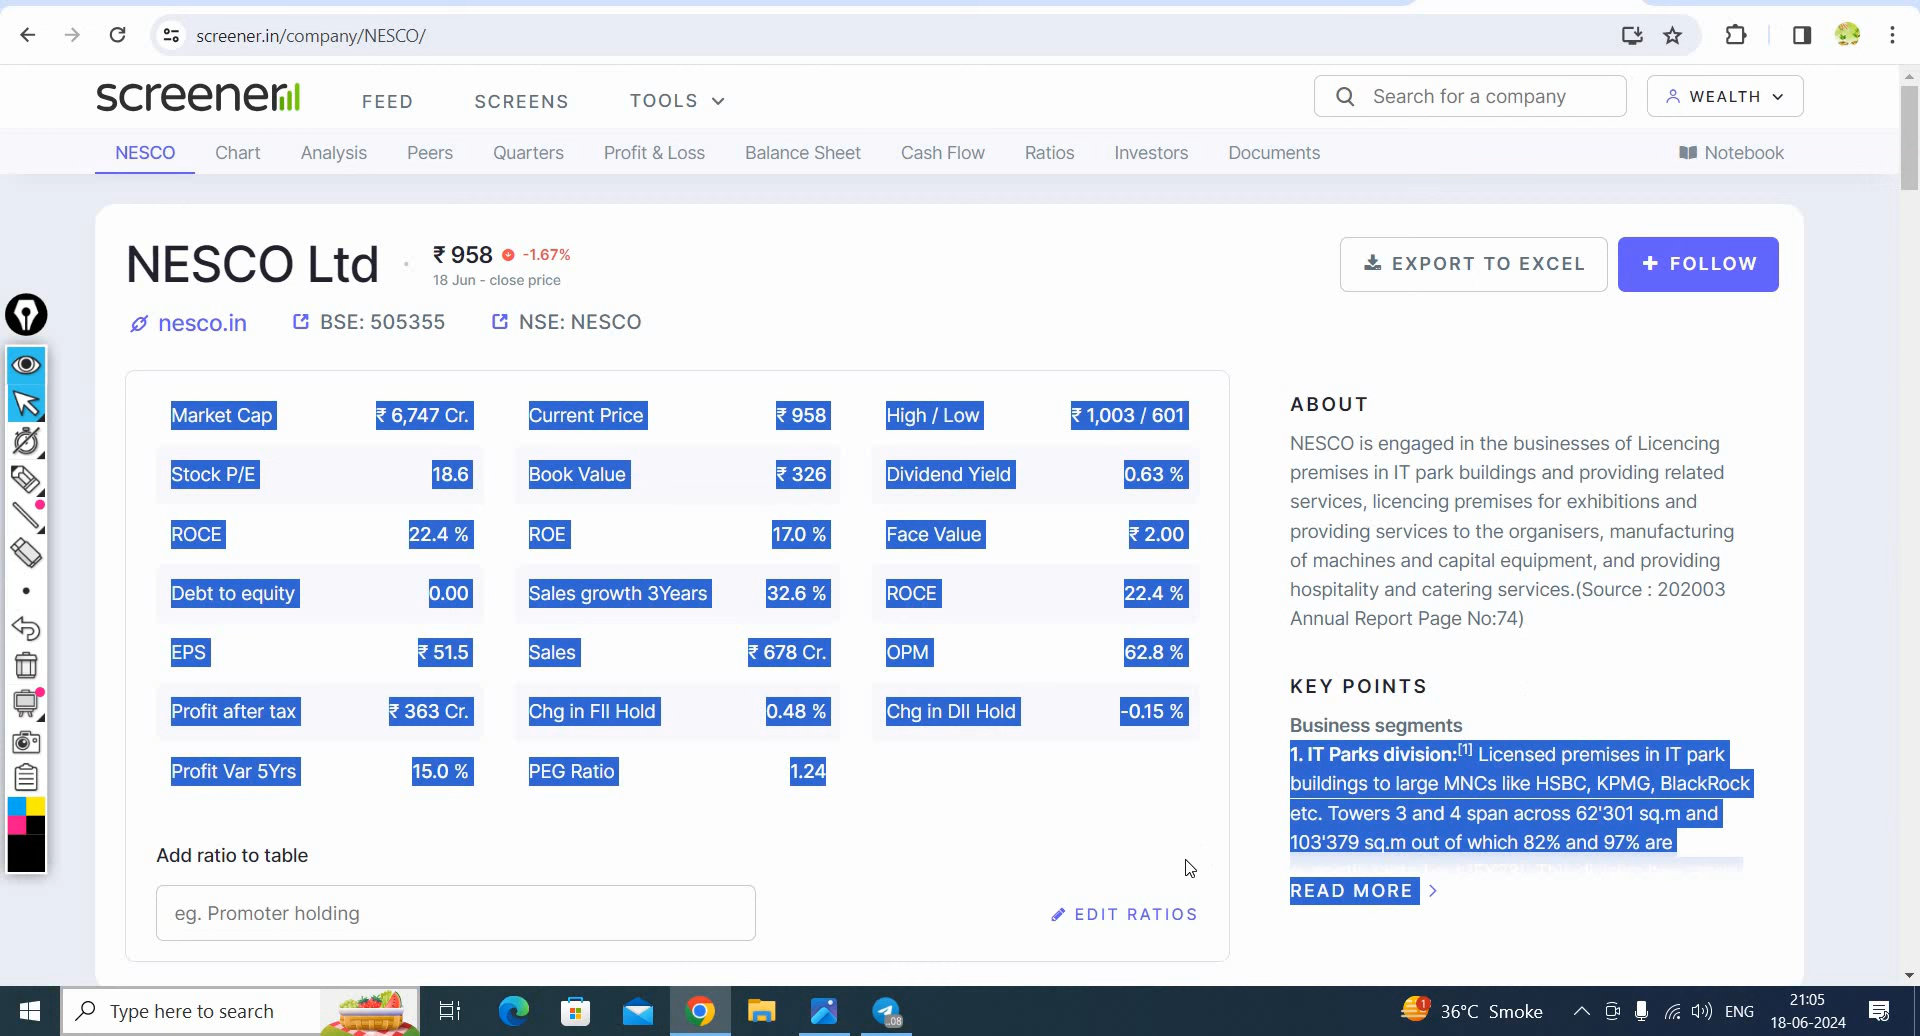 screener.in/company/NESCO/
screener
FEED
SCREENS
TOOLS
Search for a company
WEALTH
NESCO
Chart
Analysis
Peers
Quarters
Profit & Loss
Balance Sheet
Cash Flow
Ratios
Investors
Documents
Notebook
NESCO Ltd
₹ 958
-1.67%
18 Jun - close price
EXPORT TO EXCEL
FOLLOW
nesco.in
BSE: 505355
NSE: NESCO
Market Cap ₹ 6,747 Cr.
Current Price ₹ 958
High / Low ₹ 1,003 / 601
Stock P/E 18.6
Book Value ₹ 326
Dividend Yield 0.63 %
ROCE 22.4 %
ROE 17.0 %
Face Value ₹ 2.00
Debt to equity 0.00
Sales growth 3Years 32.6 %
ROCE 22.4 %
EPS ₹ 51.5
Sales ₹ 678 Cr.
OPM 62.8 %
Profit after tax ₹ 363 Cr.
Chg in FII Hold 0.48 %
Chg in DII Hold -0.15 %
Profit Var 5Yrs 15.0 %
PEG Ratio 1.24
Add ratio to table
eg. Promoter holding
EDIT RATIOS
ABOUT
NESCO is engaged in the businesses of Licencing
premises in IT park buildings and providing related
services, licencing premises for exhibitions and
providing services to the organisers, manufacturing
of machines and capital equipment, and providing
hospitality and catering services.(Source : 202003
Annual Report Page No:74)
KEY POINTS
Business segments
1. IT Parks division:[1] Licensed premises in IT park
buildings to large MNCs like HSBC, KPMG, BlackRock
etc. Towers 3 and 4 span across 62'301 sq.m and
103'379 sq.m out of which 82% and 97% are
READ MORE
Type here to search
.08
1
36°C Smoke
ENG
21:05
18-06-2024